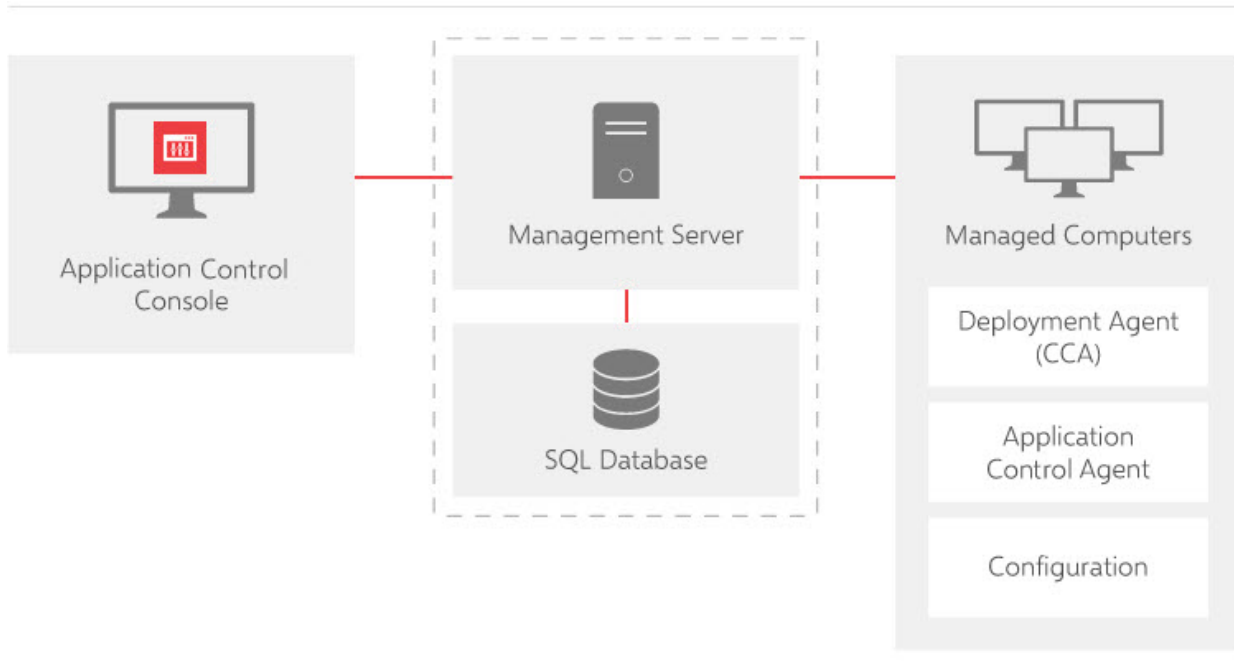 Application Control
Console
Management Server
SQL Database
Managed Computers
Deployment Agent
(CCA)
Application
Control Agent
Configuration